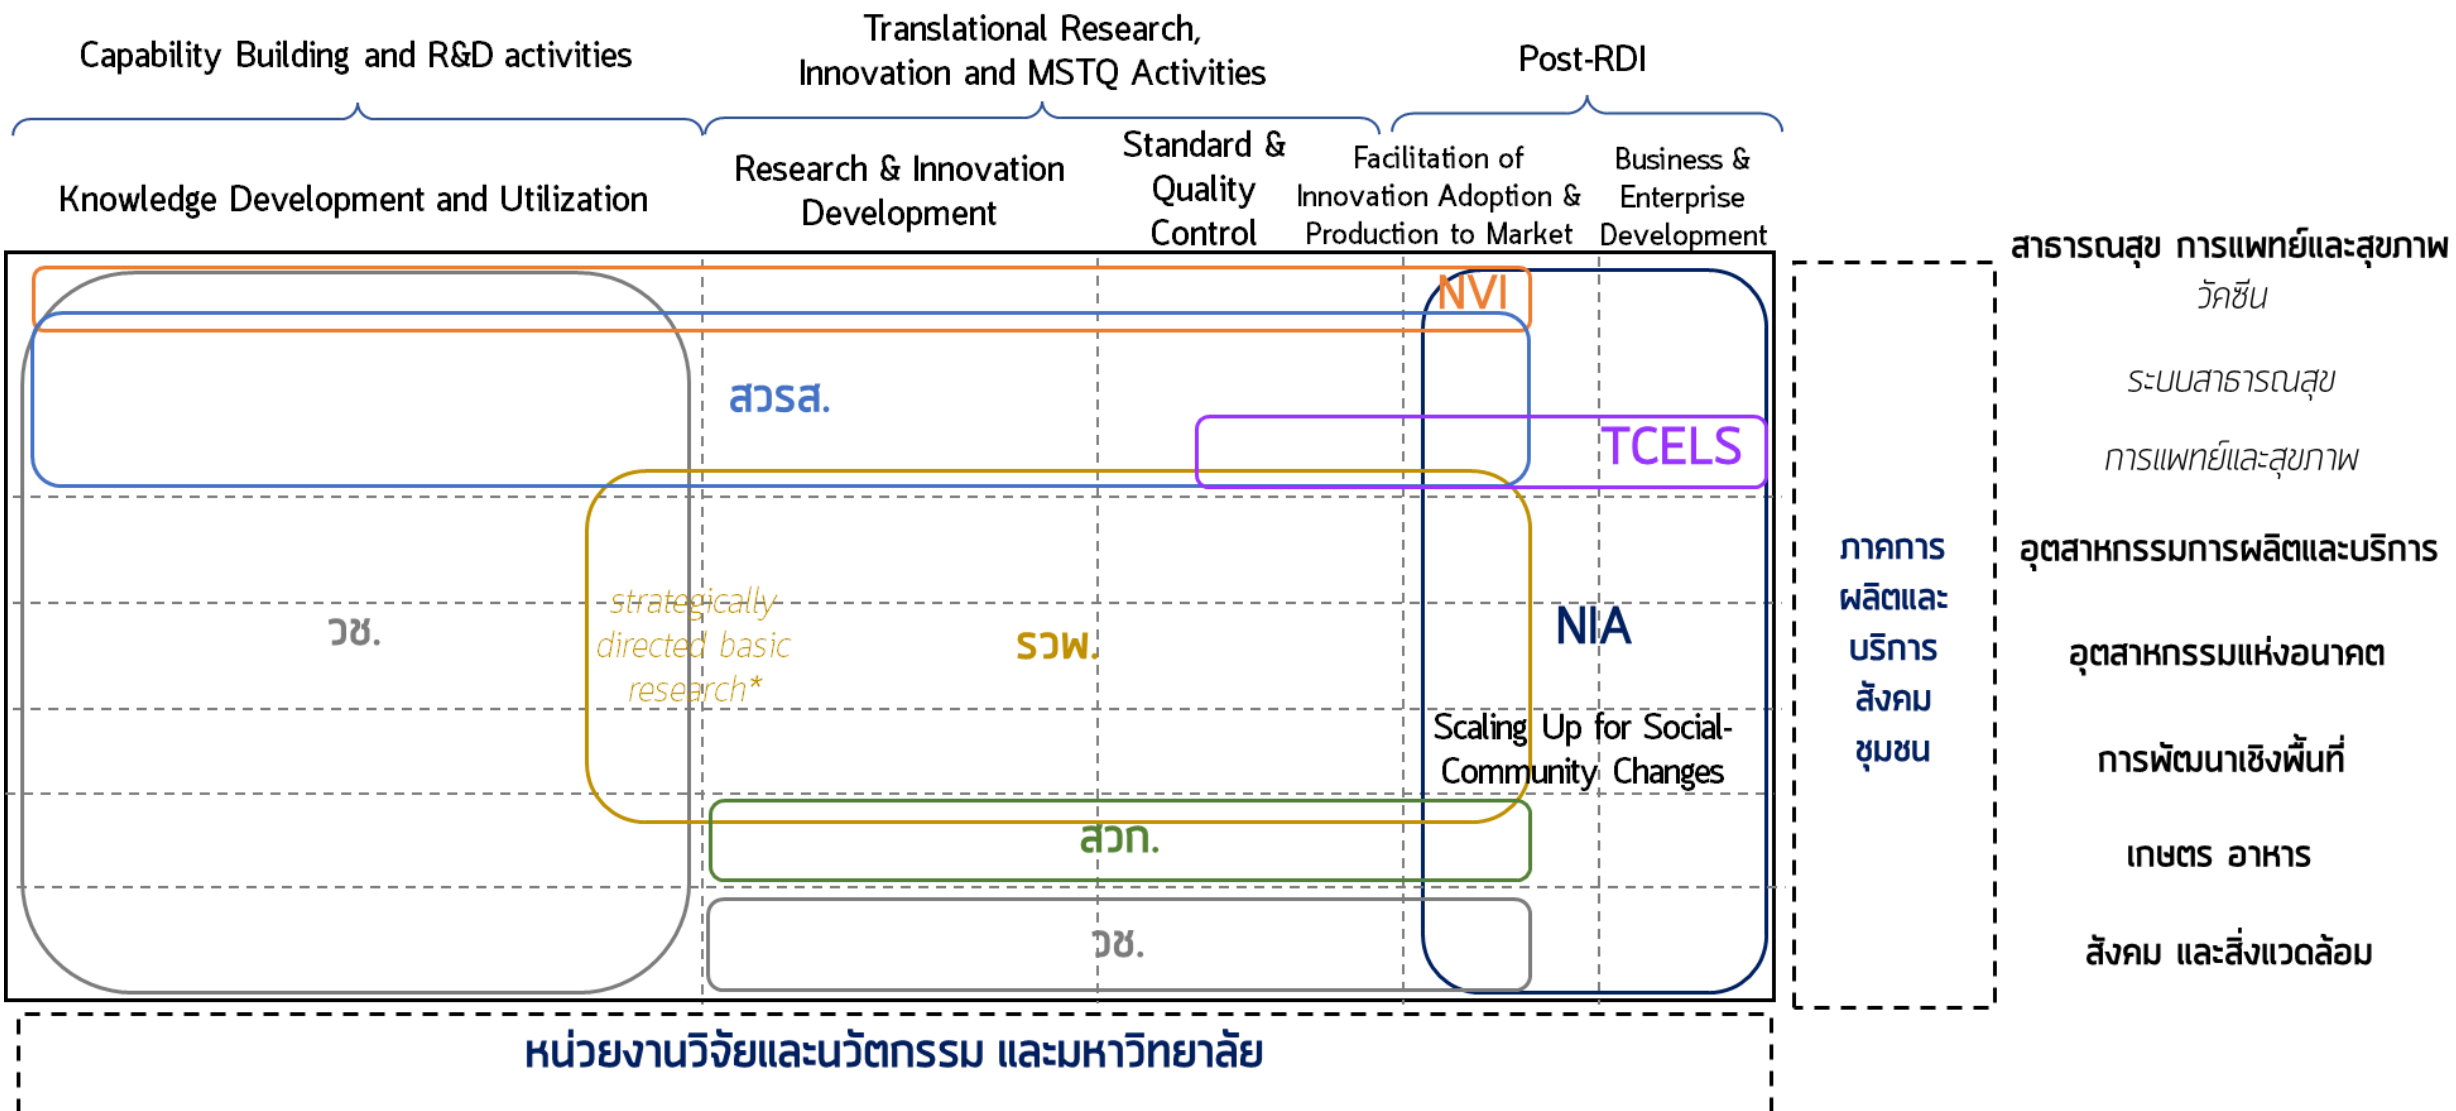 Capability Building and R&D activities
Translational Research,
Innovation and MSTQ Activities
Post-RDI
Knowledge Development and Utilization
Research & Innovation
Development
Standard &
Quality
Control
Facilitation of
Innovation Adoption &
Production to Market
Business &
Enterprise
Development
NVI
สวรส.
TCELS
วช.
strategically
directed basic
research*
รวพ.
NIA
Scaling Up for Social-
Community Changes
สวก.
วช.
ภาคการ
ผลิตและ
บริการ
สังคม
ชุมชน
สาธารณสุข การแพทย์และสุขภาพ
วัคซีน
ระบบสาธารณสุข
การแพทย์และสุขภาพ
อุตสาหกรรมการผลิตและบริการ
อุตสาหกรรมแห่งอนาคต
การพัฒนาเชิงพื้นที่
เกษตร อาหาร
สังคม และสิ่งแวดล้อม
หน่วยงานวิจัยและนวัตกรรม และมหาวิทยาลัย